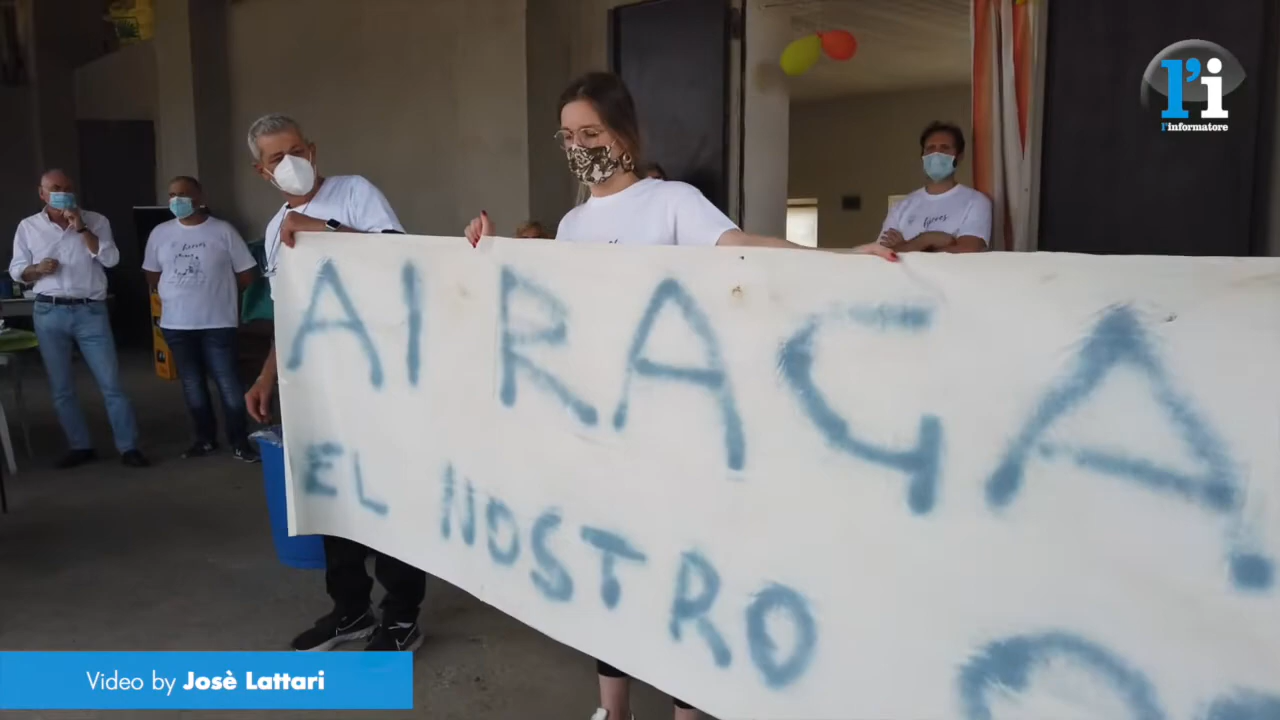 l'i
l'informatore
AI RAGA
EL NOSTRO
Video by Josè Lattari